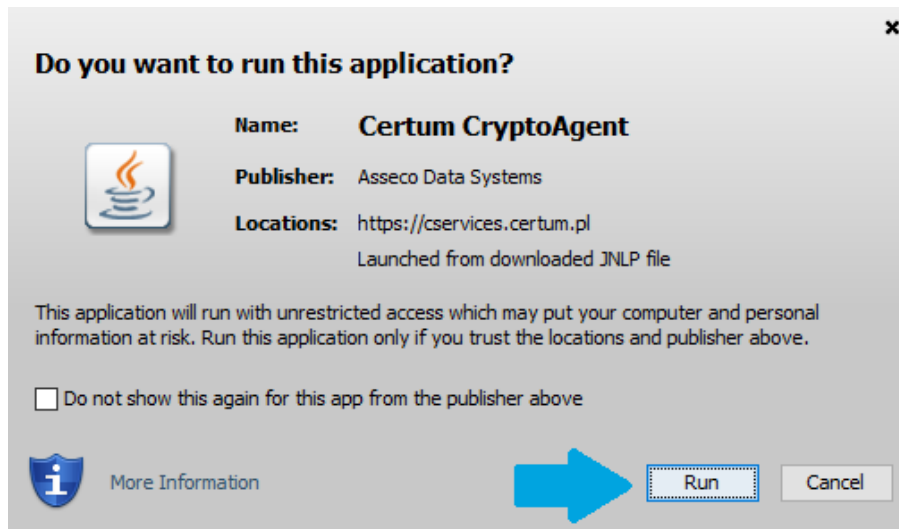 Do you want to run this application?
Name: Certum CryptoAgent
Publisher: Asseco Data Systems
Locations: https://cservices.certum.pl
Launched from downloaded JNLP file
This application will run with unrestricted access which may put your computer and personal
information at risk. Run this application only if you trust the locations and publisher above.
Do not show this again for this app from the publisher above
More Information
Run
Cancel